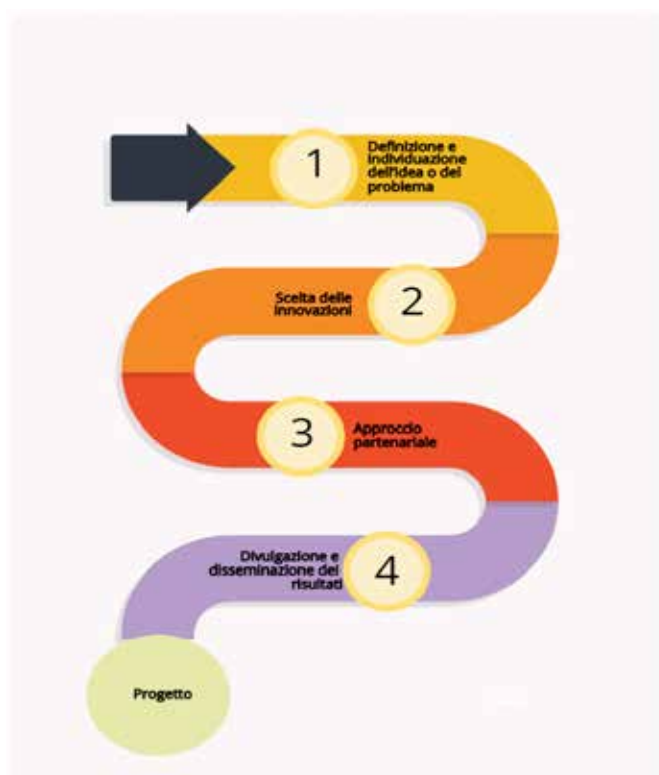 1
Definizione e
individuazione
dell'idea o del
problema
Scelta delle
innovazioni
2
3
Approccio
partenariale
Divulgazione e
disseminazione dei
risultati
4
Progetto